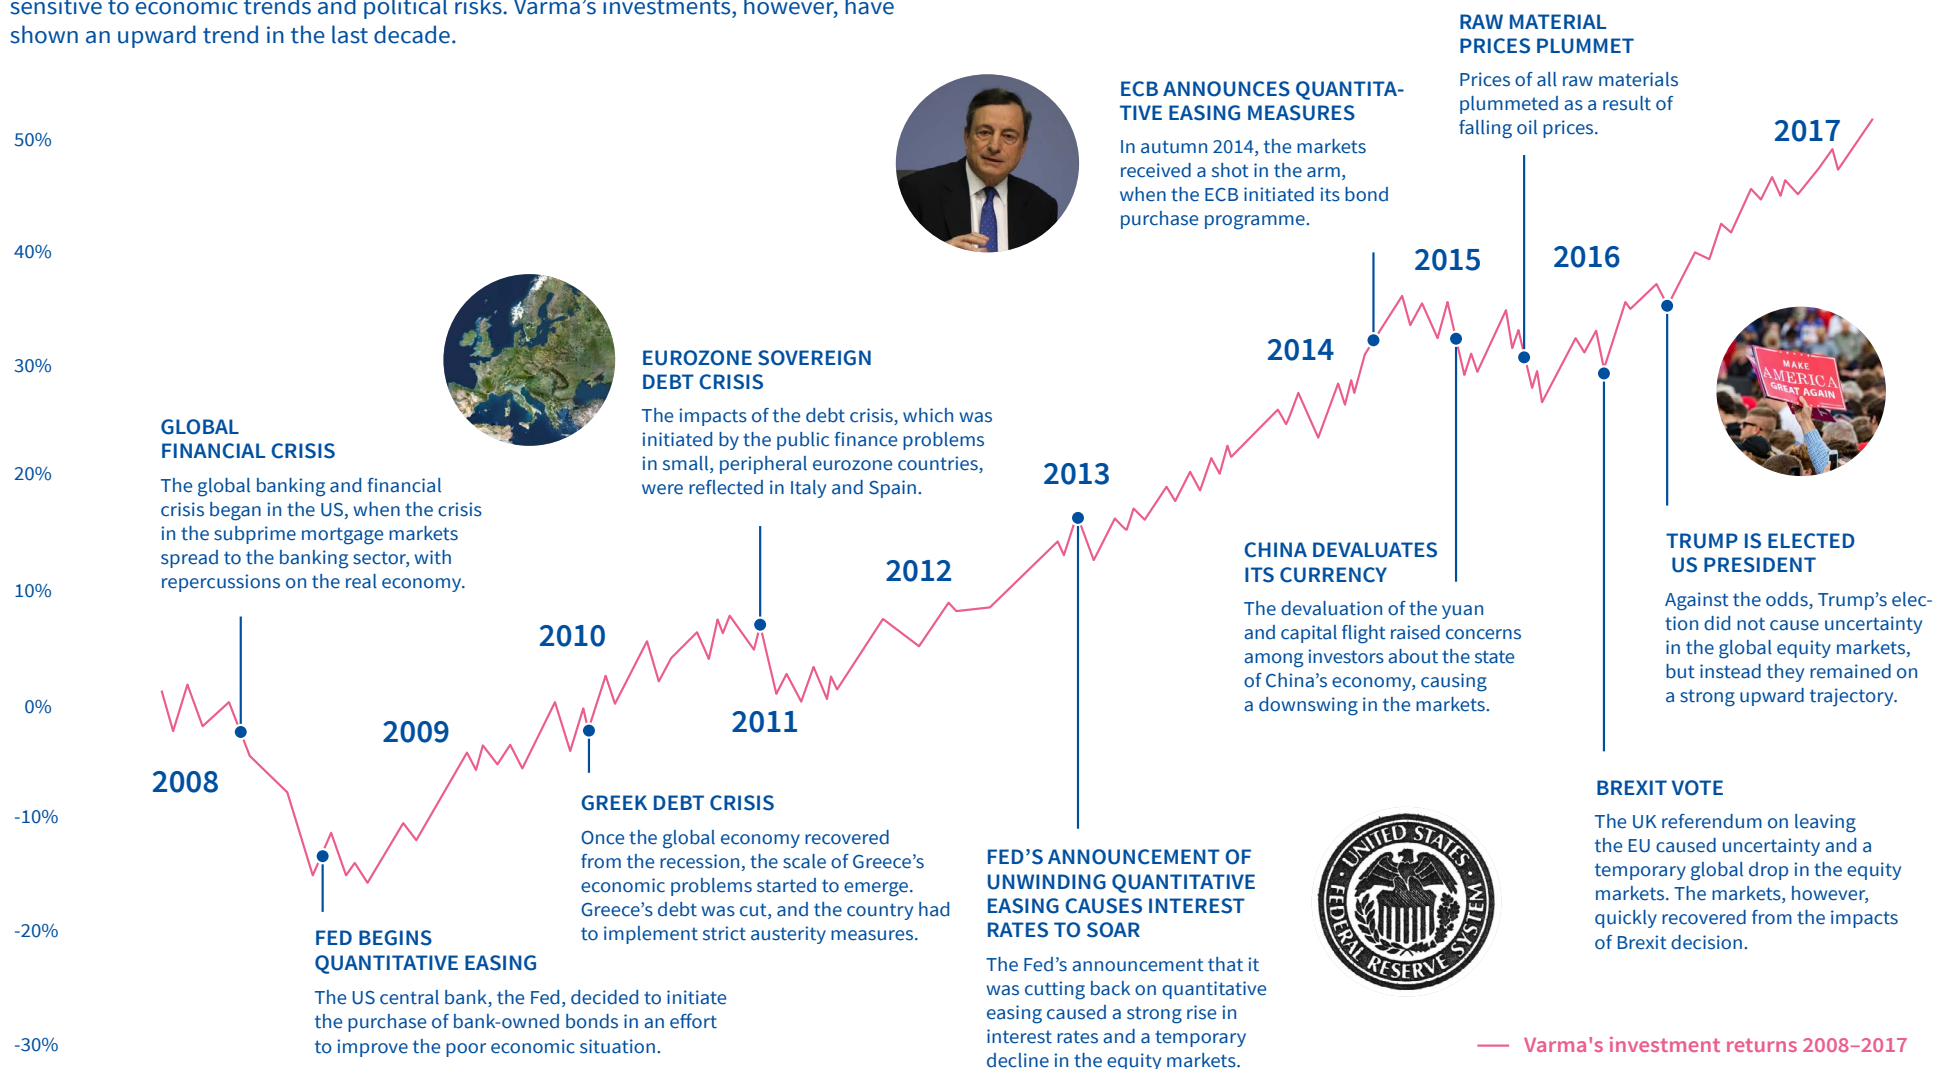 sensitive to economic trends and political risks. Varma's investments, however, have
shown an upward trend in the last decade.
RAW MATERIAL
PRICES PLUMMET
Prices of all raw materials
plummeted as a result of
falling oil prices.
ECB ANNOUNCES QUANTITA-
TIVE EASING MEASURES
In autumn 2014, the markets
received a shot in the arm,
when the ECB initiated its bond
purchase programme.
50%
40%
30%
20%
10%
0%
-10%
-20%
-30%
2017
2016
2015
2014
2013
2012
2011
2010
2009
2008
EUROZONE SOVEREIGN
DEBT CRISIS
The impacts of the debt crisis, which was
initiated by the public finance problems
in small, peripheral eurozone countries,
were reflected in Italy and Spain.
GLOBAL
FINANCIAL CRISIS
The global banking and financial
crisis began in the US, when the crisis
in the subprime mortgage markets
spread to the banking sector, with
repercussions on the real economy.
MAKE
AMERICA
GREAT AGAIN
CHINA DEVALUATES
ITS CURRENCY
The devaluation of the yuan
and capital flight raised concerns
among investors about the state
of China's economy, causing
a downswing in the markets.
TRUMP IS ELECTED
US PRESIDENT
Against the odds, Trump's elec-
tion did not cause uncertainty
in the global equity markets,
but instead they remained on
a strong upward trajectory.
GREEK DEBT CRISIS
Once the global economy recovered
from the recession, the scale of Greece's
economic problems started to emerge.
Greece's debt was cut, and the country had
to implement strict austerity measures.
BREXIT VOTE
The UK referendum on leaving
the EU caused uncertainty and a
temporary global drop in the equity
markets. The markets, however,
quickly recovered from the impacts
of Brexit decision.
FED'S ANNOUNCEMENT OF
UNWINDING QUANTITATIVE
EASING CAUSES INTEREST
RATES TO SOAR
The Fed's announcement that it
was cutting back on quantitative
easing caused a strong rise in
interest rates and a temporary
decline in the equity markets.
UNITED STATES
FEDERAL RESERVE SYSTEM
FED BEGINS
QUANTITATIVE EASING
The US central bank, the Fed, decided to initiate
the purchase of bank-owned bonds in an effort
to improve the poor economic situation.
Varma's investment returns 2008–2017